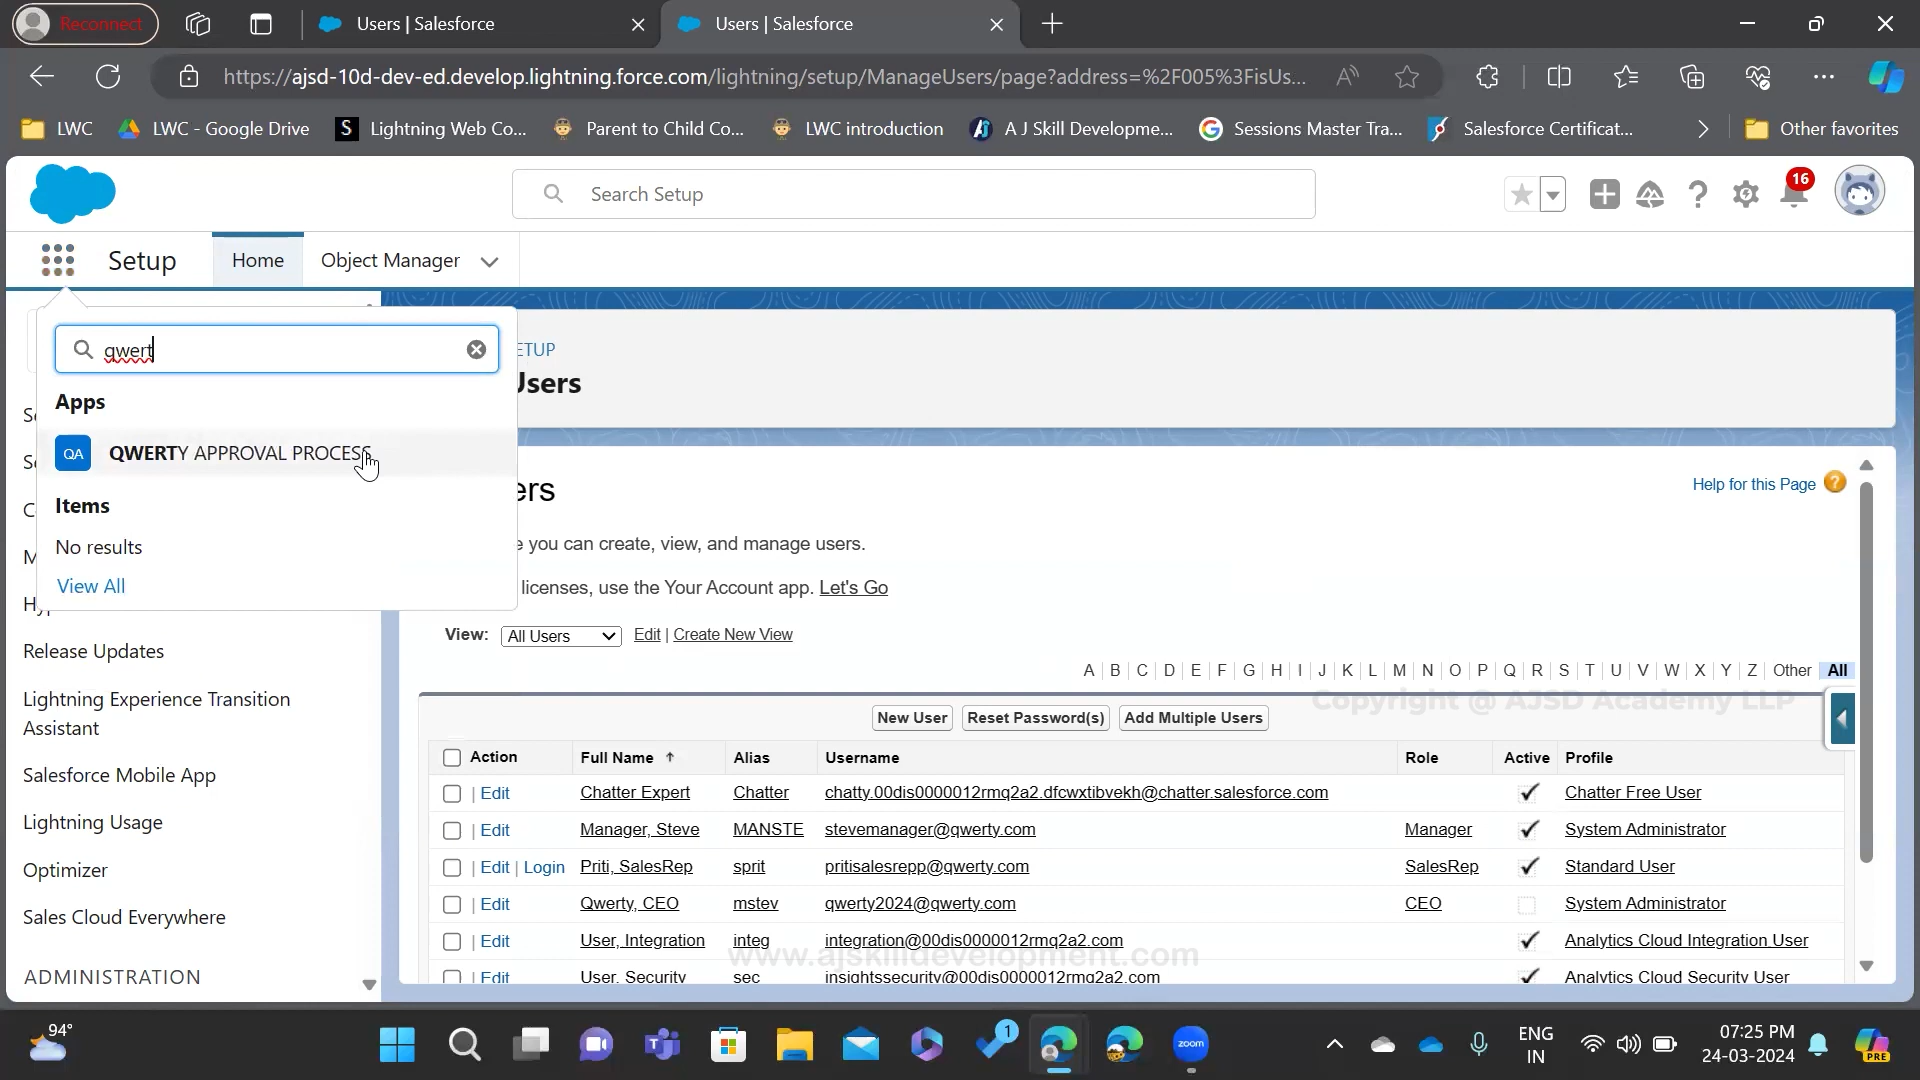 Reconnect
Users | Salesforce
Users | Salesforce
https://ajsd-10d-dev-ed.develop.lightning.force.com/lightning/setup/ManageUsers/page?address=%2F005%3FisUs...
LWC
LWC - Google Drive
Lightning Web Co...
Parent to Child Co...
LWC introduction
A J Skill Developme...
Sessions Master Tra...
Salesforce Certificat...
Other favorites
Search Setup
16
Setup
Home
Object Manager
qwert
Apps
QA QWERTY APPROVAL PROCESS
Items
No results
View All
ETUP
Users
ers
Help for this Page ?
e you can create, view, and manage users.
licenses, use the Your Account app. Let's Go
View: All Users Edit | Create New View
A | B | C | D | E | F | G | H | I | J | K | L | M | N | O | P | Q | R | S | T | U | V | W | X | Y | Z | Other All
Copyright @ AJSD Academy LLP
New User Reset Password(s) Add Multiple Users
Action Full Name ↑ Alias Username Role Active Profile
| Edit Chatter Expert Chatter chatty.00dis0000012rmq2a2.dfcwxtibvekh@chatter.salesforce.com Chatter Free User
| Edit Manager, Steve MANSTE stevemanager@qwerty.com Manager System Administrator
| Edit | Login Priti, SalesRep sprit pritisalesrepp@qwerty.com SalesRep Standard User
| Edit Qwerty, CEO mstev qwerty2024@qwerty.com CEO System Administrator
| Edit User, Integration integ integration@00dis0000012rmq2a2.com Analytics Cloud Integration User
www.ajskilldevelopment.com
| Edit User, Security sec insightssecurity@00dis0000012rmq2a2.com Analytics Cloud Security User
Release Updates
Lightning Experience Transition
Assistant
Salesforce Mobile App
Lightning Usage
Optimizer
Sales Cloud Everywhere
ADMINISTRATION
94°
1
zoom
ENG
IN
07:25 PM
24-03-2024
PRE